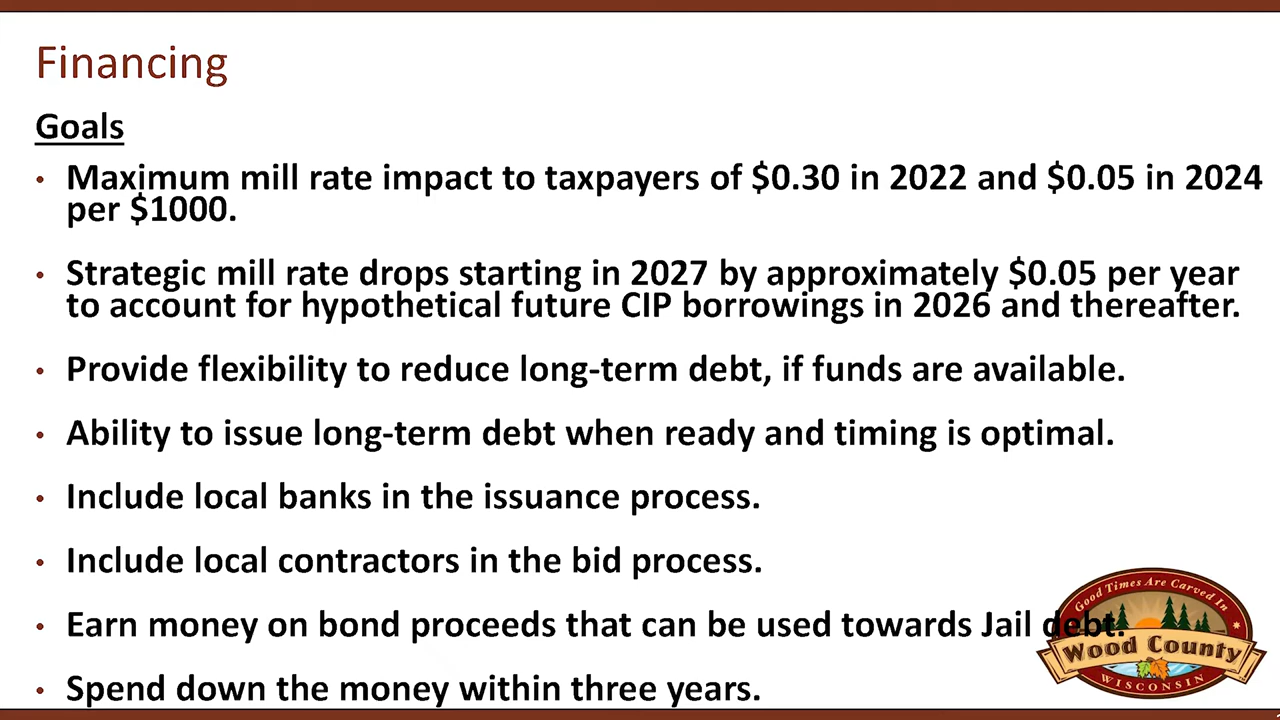 Financing
Goals
• Maximum mill rate impact to taxpayers of $0.30 in 2022 and $0.05 in 2024
per $1000.
• Strategic mill rate drops starting in 2027 by approximately $0.05 per year
to account for hypothetical future CIP borrowings in 2026 and thereafter.
• Provide flexibility to reduce long-term debt, if funds are available.
• Ability to issue long-term debt when ready and timing is optimal.
• Include local banks in the issuance process.
• Include local contractors in the bid process.
• Earn money on bond proceeds that can be used towards Jail debt.
• Spend down the money within three years.
Good Times Are Carved In
Wood County
WISCONSIN